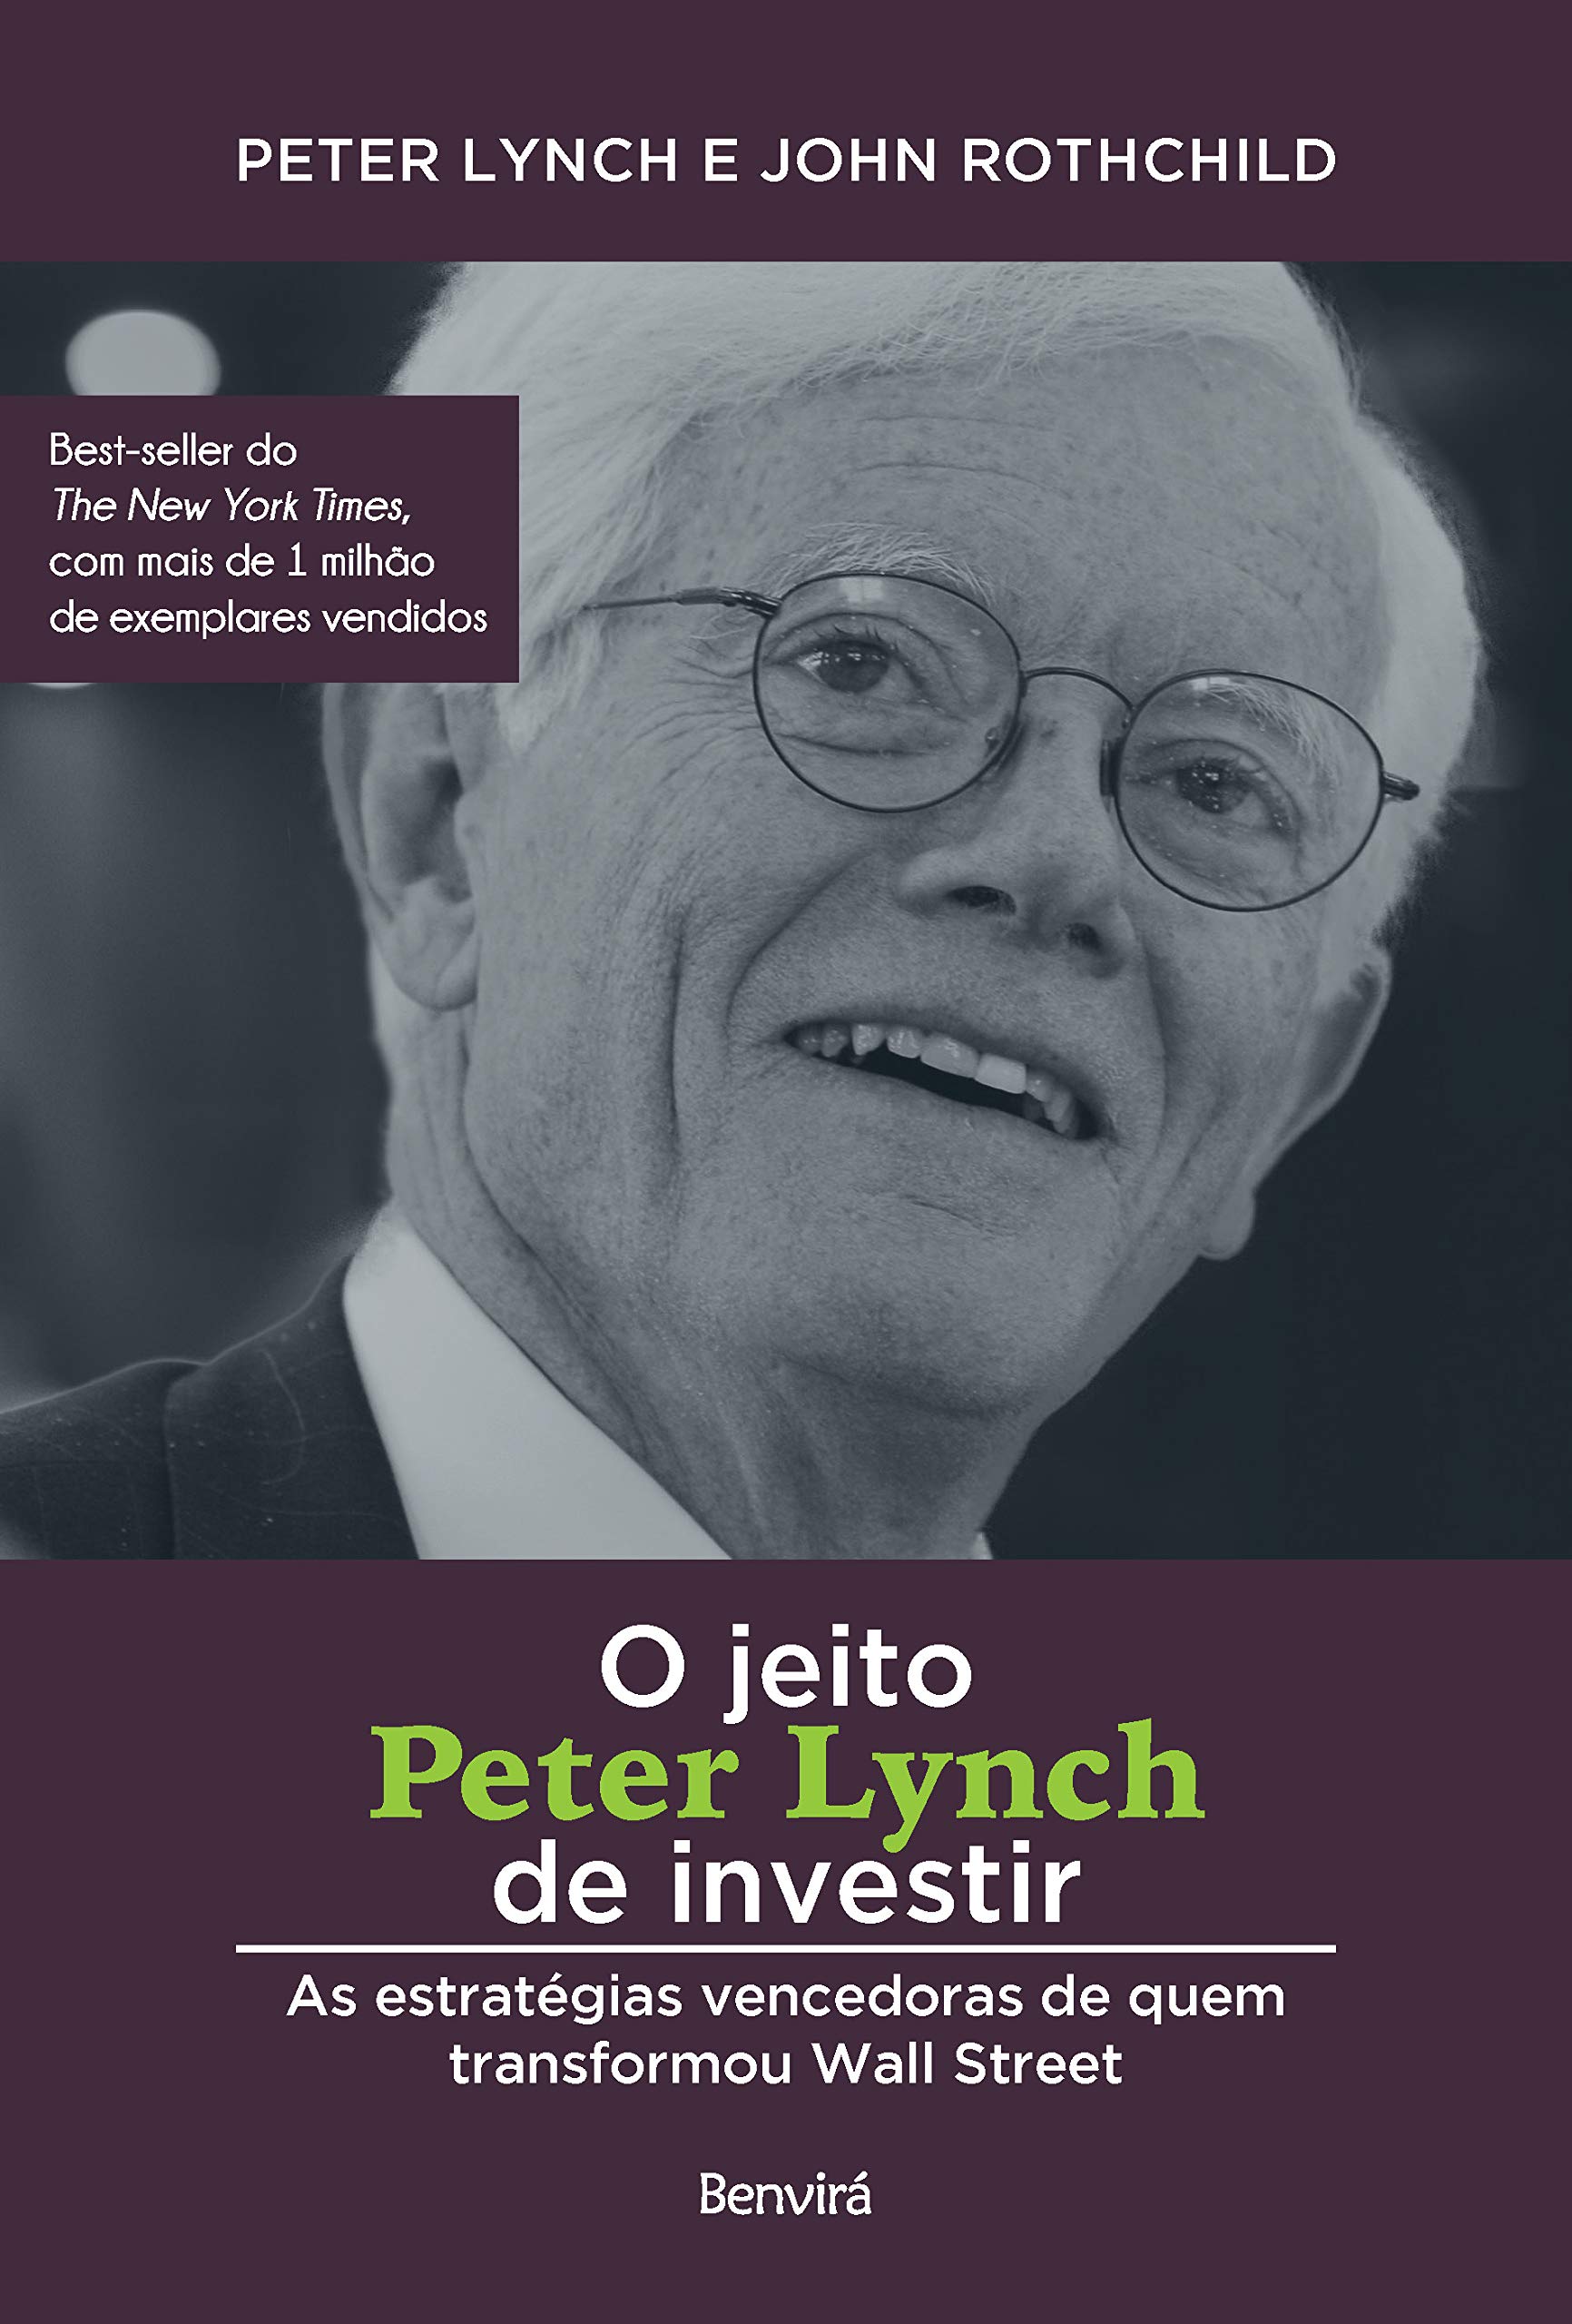 PETER LYNCH E JOHN ROTHCHILD
Best-seller do
The New York Times,
com mais de 1 milhão
de exemplares vendidos
O jeito
Peter Lynch
de investir
As estratégias vencedoras de quem
transformou Wall Street
Benvirá